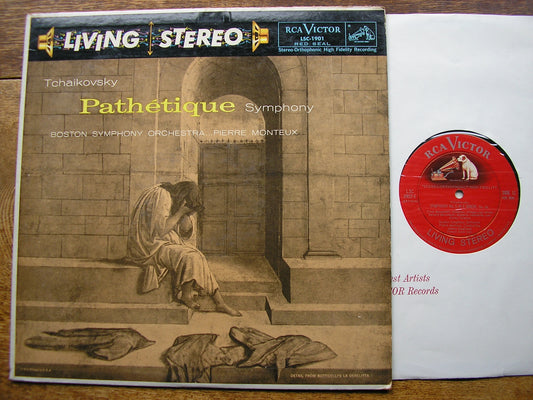 LIVING STEREO
RCA VICTOR
LSC-1901
RED SEAL
Stereo-Orthophonic High Fidelity Recording
Tchaikovsky
Pathétique Symphony
BOSTON SYMPHONY ORCHESTRA, PIERRE MONTEUX
DETAIL FROM BOTTICELLI'S LA DERELITTA
RCA VICTOR
LIVING STEREO
est Artists
OR Records